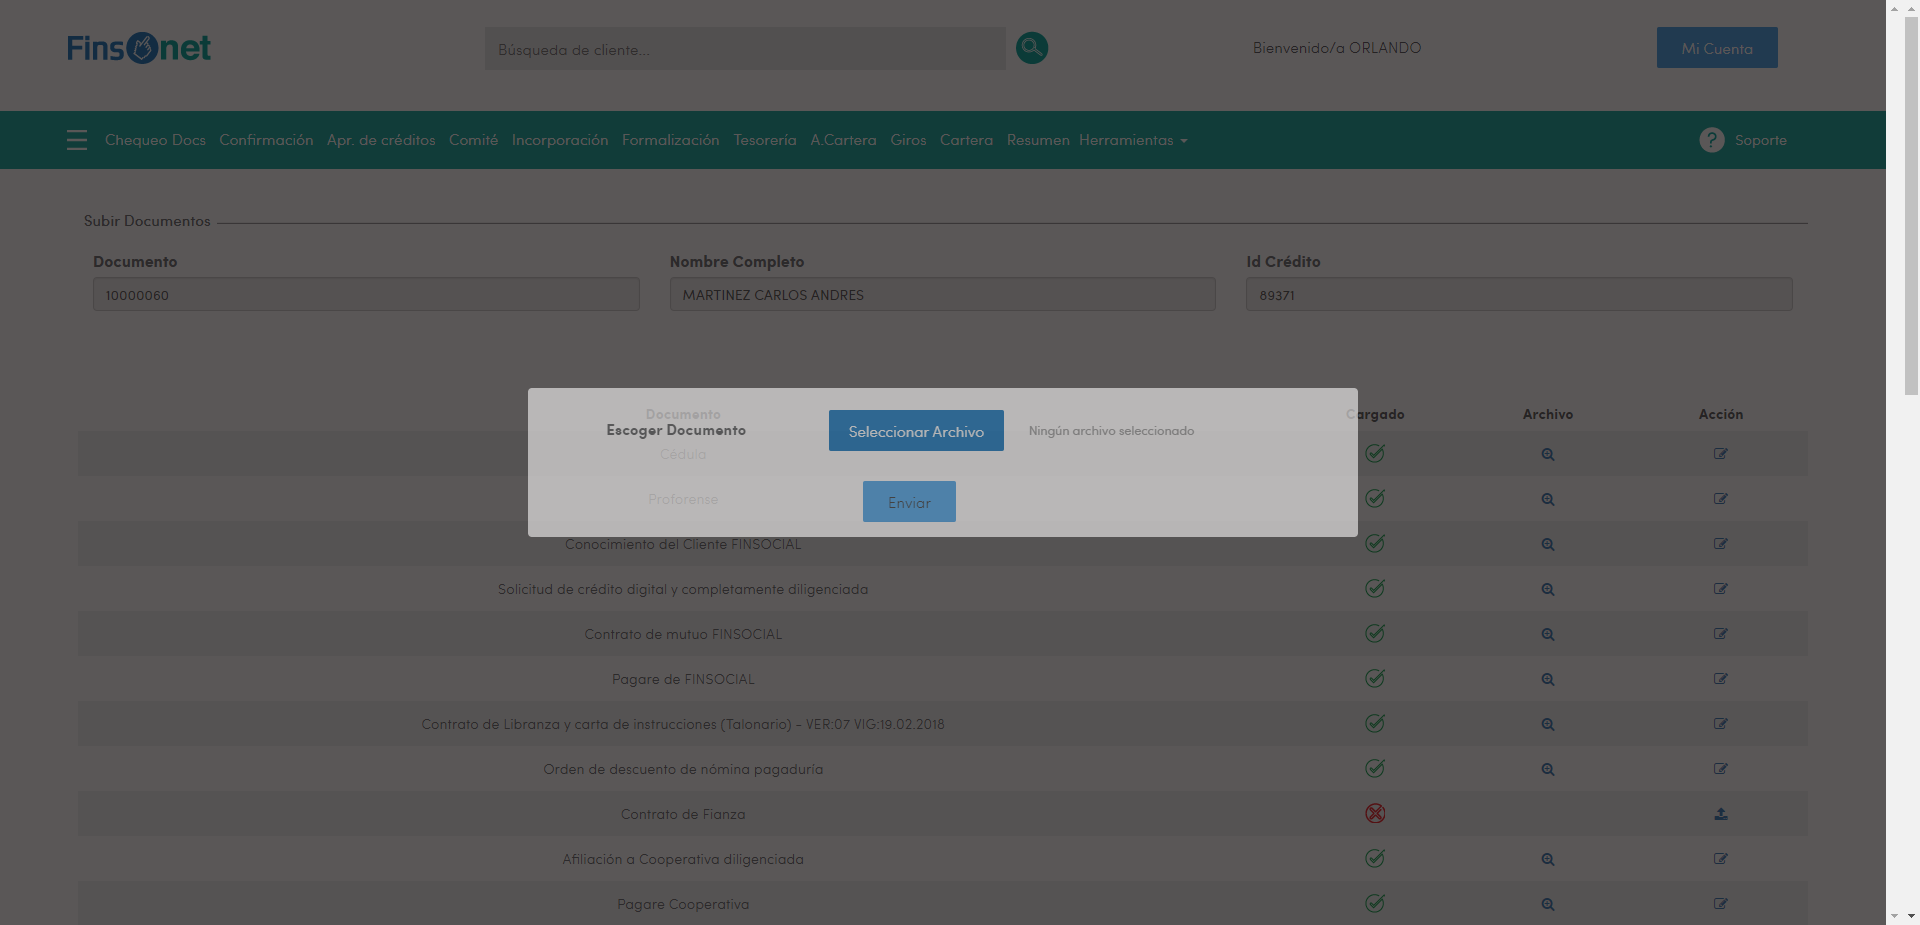 Finsonet
Búsqueda de cliente...
Bienvenido/a ORLANDO
Mi Cuenta
Chequeo Docs Confirmación Apr. de créditos Comité Incorporación Formalización Tesorería A.Cartera Giros Cartera Resumen Herramientas
? Soporte
Subir Documentos
Documento Nombre Completo Id Crédito
10000060 MARTINEZ CARLOS ANDRES 89371
Documento Cargado Archivo Acción
Escoger Documento Seleccionar Archivo Ningún archivo seleccionado
Cédula
Proforense
Enviar
Conocimiento del Cliente FINSOCIAL
Solicitud de crédito digital y completamente diligenciada
Contrato de mutuo FINSOCIAL
Pagare de FINSOCIAL
Contrato de Libranza y carta de instrucciones (Talonario) - VER:07 VIG:19.02.2018
Orden de descuento de nómina pagaduría
Contrato de Fianza
Afiliación a Cooperativa diligenciada
Pagare Cooperativa